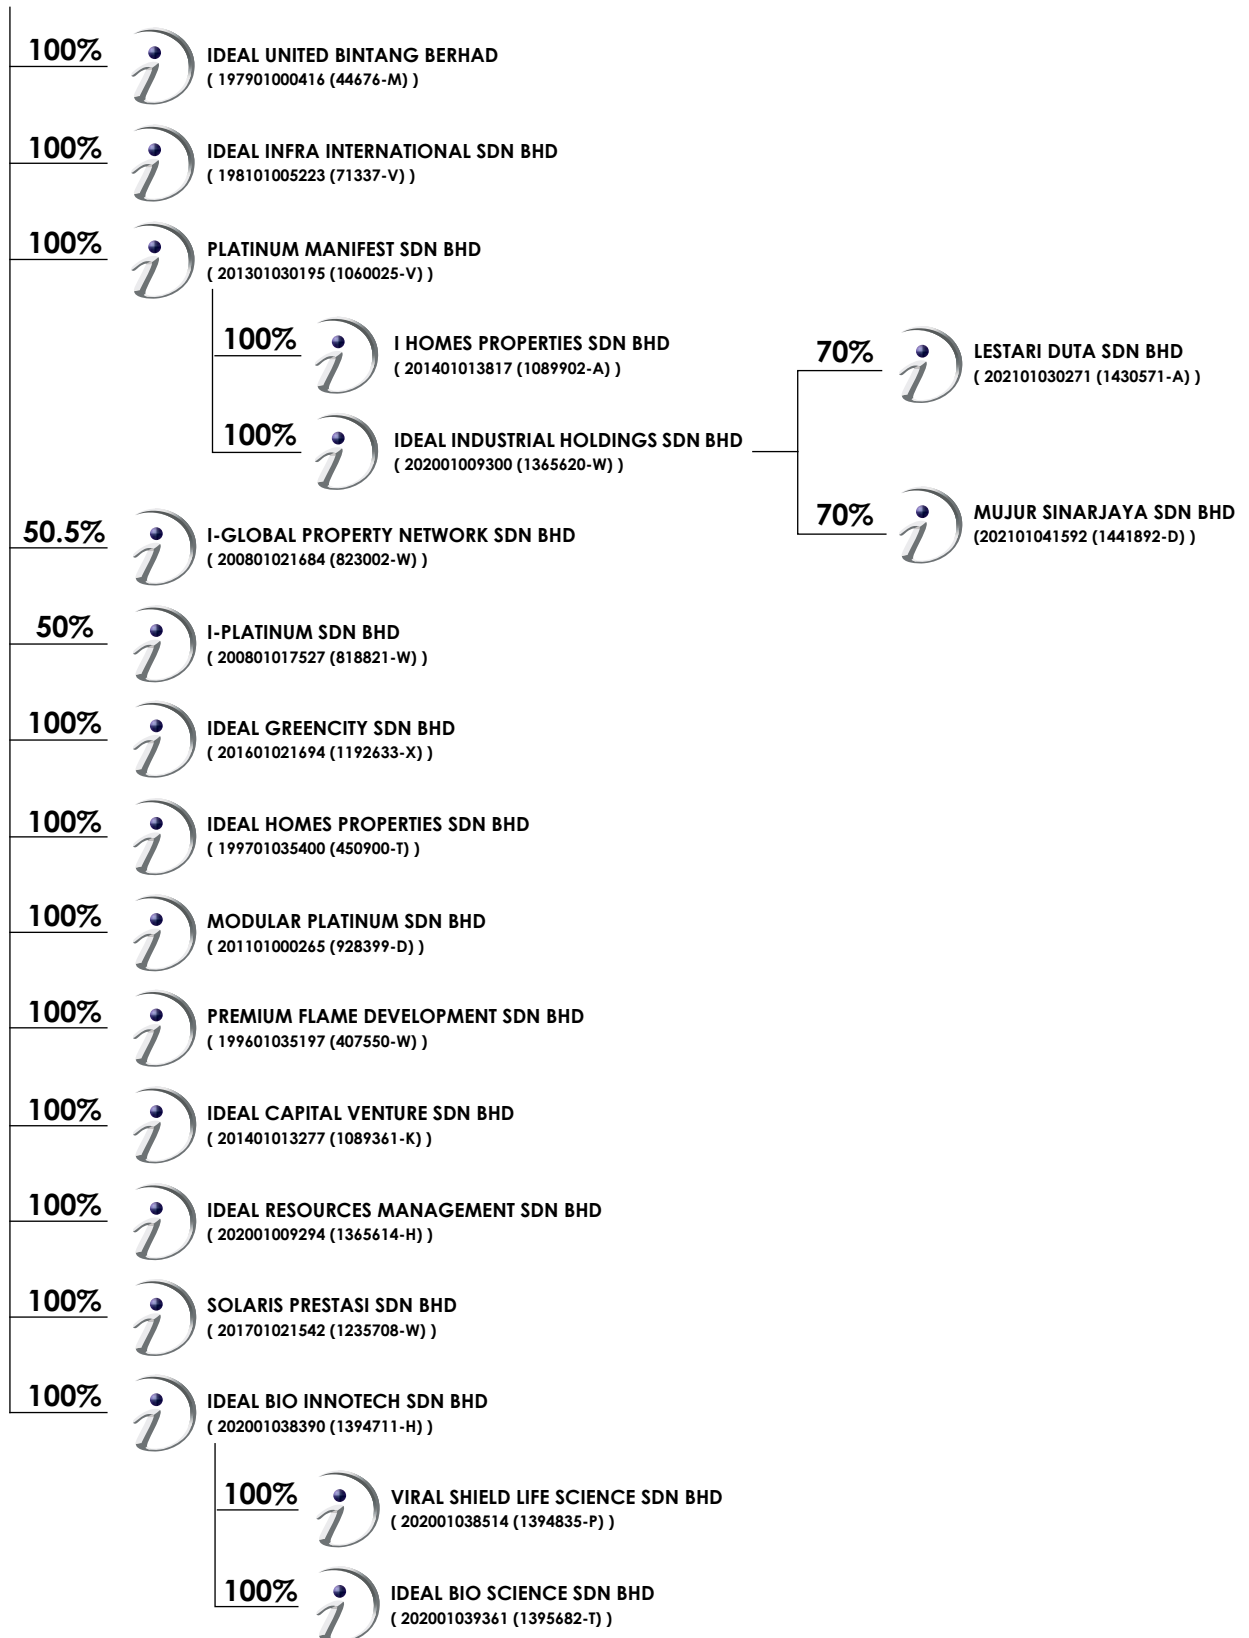 100%
IDEAL UNITED BINTANG BERHAD
( 197901000416 (44676-M) )
100%
IDEAL INFRA INTERNATIONAL SDN BHD
( 198101005223 (71337-V) )
100%
PLATINUM MANIFEST SDN BHD
( 201301030195 (1060025-V) )
100%
I HOMES PROPERTIES SDN BHD
( 201401013817 (1089902-A) )
100%
IDEAL INDUSTRIAL HOLDINGS SDN BHD
( 202001009300 (1365620-W) )
70%
LESTARI DUTA SDN BHD
( 202101030271 (1430571-A) )
70%
MUJUR SINARJAYA SDN BHD
(202101041592 (1441892-D) )
50.5%
I-GLOBAL PROPERTY NETWORK SDN BHD
( 200801021684 (823002-W) )
50%
I-PLATINUM SDN BHD
( 200801017527 (818821-W) )
100%
IDEAL GREENCITY SDN BHD
( 201601021694 (1192633-X) )
100%
IDEAL HOMES PROPERTIES SDN BHD
( 199701035400 (450900-T) )
100%
MODULAR PLATINUM SDN BHD
( 201101000265 (928399-D) )
100%
PREMIUM FLAME DEVELOPMENT SDN BHD
( 199601035197 (407550-W) )
100%
IDEAL CAPITAL VENTURE SDN BHD
( 201401013277 (1089361-K) )
100%
IDEAL RESOURCES MANAGEMENT SDN BHD
( 202001009294 (1365614-H) )
100%
SOLARIS PRESTASI SDN BHD
( 201701021542 (1235708-W) )
100%
IDEAL BIO INNOTECH SDN BHD
( 202001038390 (1394711-H) )
100%
VIRAL SHIELD LIFE SCIENCE SDN BHD
( 202001038514 (1394835-P) )
100%
IDEAL BIO SCIENCE SDN BHD
( 202001039361 (1395682-T) )